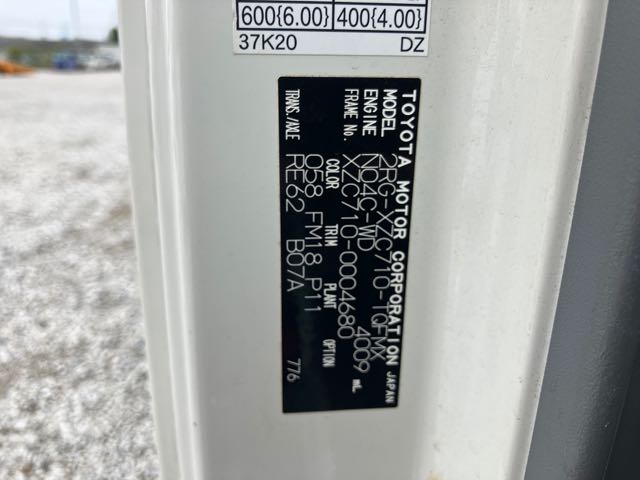 600{6.00} 400{4.00}
37K20 DZ
TOYOTA MOTOR CORPORATION JAPAN
MODEL 2RG-XZC710-TQFMX
ENGINE N04C-WD 4009 mL
FRAME No. XZC710-0004680
COLOR TRIM PLANT OPTION
058 FM18 P11
TRANS./AXLE RE62 B07A
776